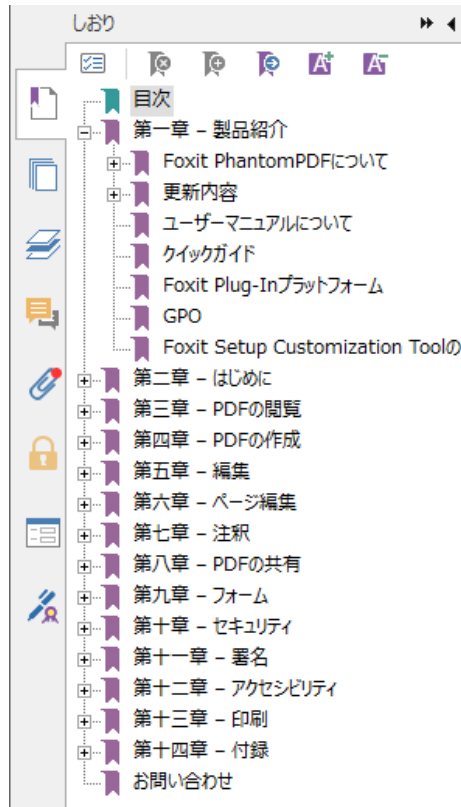 しおり
目次
第一章 – 製品紹介
Foxit PhantomPDFについて
更新内容
ユーザーマニュアルについて
クイックガイド
Foxit Plug-Inプラットフォーム
GPO
Foxit Setup Customization Toolの
第二章 – はじめに
第三章 – PDFの閲覧
第四章 – PDFの作成
第五章 – 編集
第六章 – ページ編集
第七章 – 注釈
第八章 – PDFの共有
第九章 – フォーム
第十章 – セキュリティ
第十一章 – 署名
第十二章 – アクセシビリティ
第十三章 – 印刷
第十四章 – 付録
お問い合わせ